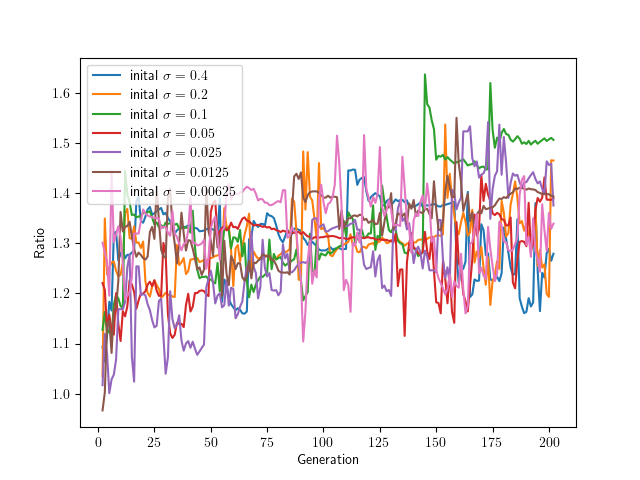 inital σ = 0.4
inital σ = 0.2
inital σ = 0.1
inital σ = 0.05
inital σ = 0.025
inital σ = 0.0125
inital σ = 0.00625
1.6
1.5
1.4
1.3
1.2
1.1
1.0
Ratio
0 25 50 75 100 125 150 175 200
Generation